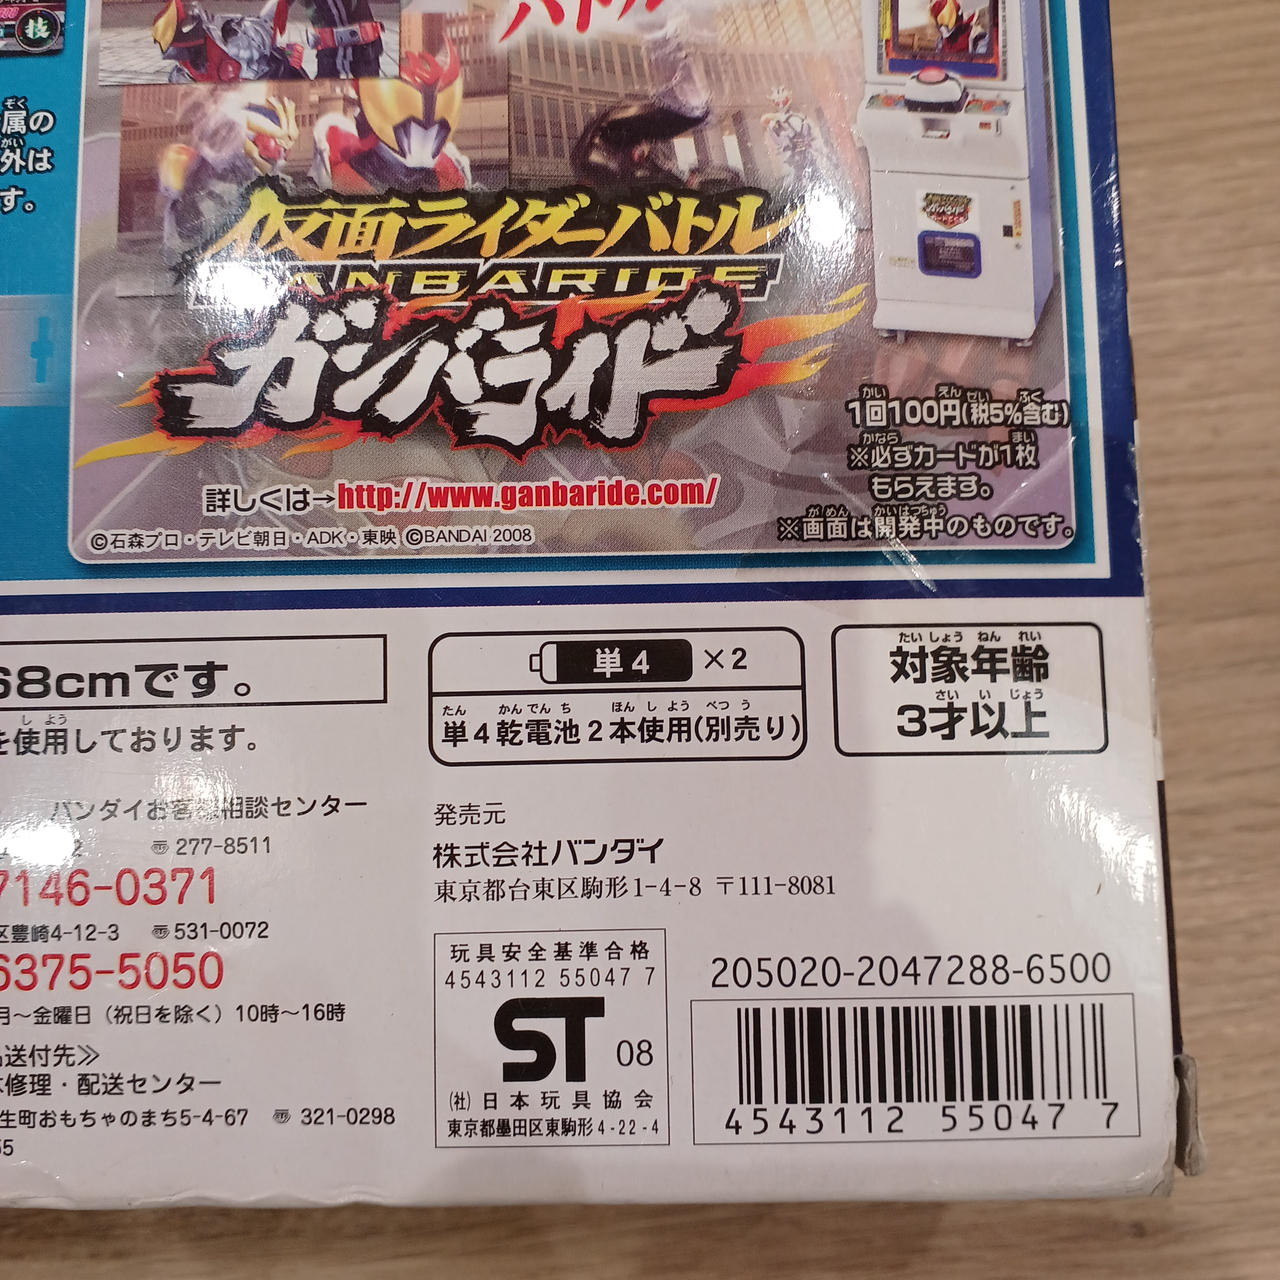 技
属の
外は
す。
バトル
仮面ライダーバトル
GANBARIDE
ガンバライド
1回100円(税5%含む)
※必ずカードが1枚
もらえます。
※画面は開発中のものです。
詳しくは→http://www.ganbaride.com/
©石森プロ・テレビ朝日・ADK・東映 ©BANDAI 2008
68cmです。
を使用しております。
単4 ×2
単4乾電池2本使用(別売り)
対象年齢
3才以上
バンダイお客様相談センター
〒277-8511
7146-0371
区豊崎4-12-3 〒531-0072
6375-5050
月〜金曜日（祝日を除く）10時〜16時
送付先≫
修理・配送センター
生町おもちゃのまち5-4-67 〒321-0298
発売元
株式会社バンダイ
東京都台東区駒形1-4-8 〒111-8081
玩具安全基準合格
4543112 55047 7
ST 08
(社)日本玩具協会
東京都墨田区東駒形4-22-4
205020-2047288-6500
4543112 550477